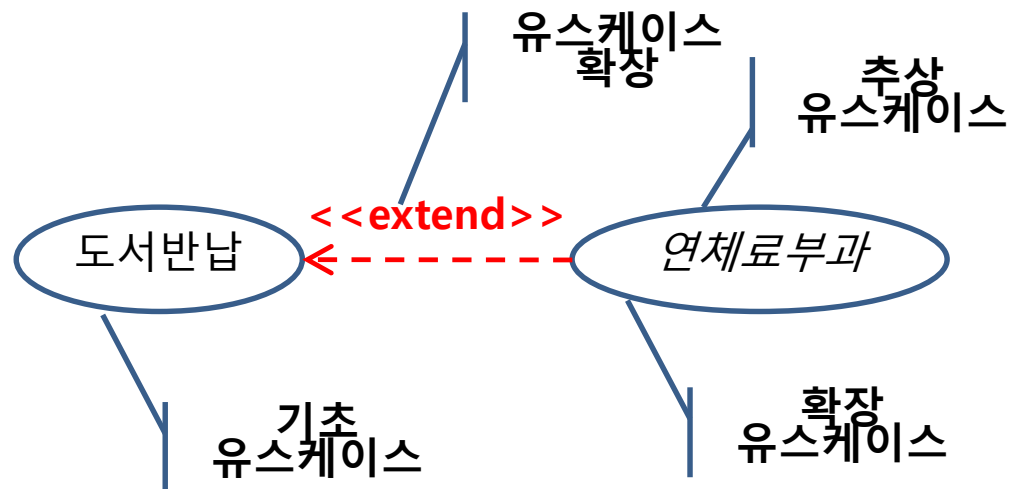 유스케이스
확장
추상
유스케이스
<<extend>>
도서반납
연체료부과
기초
유스케이스
확장
유스케이스